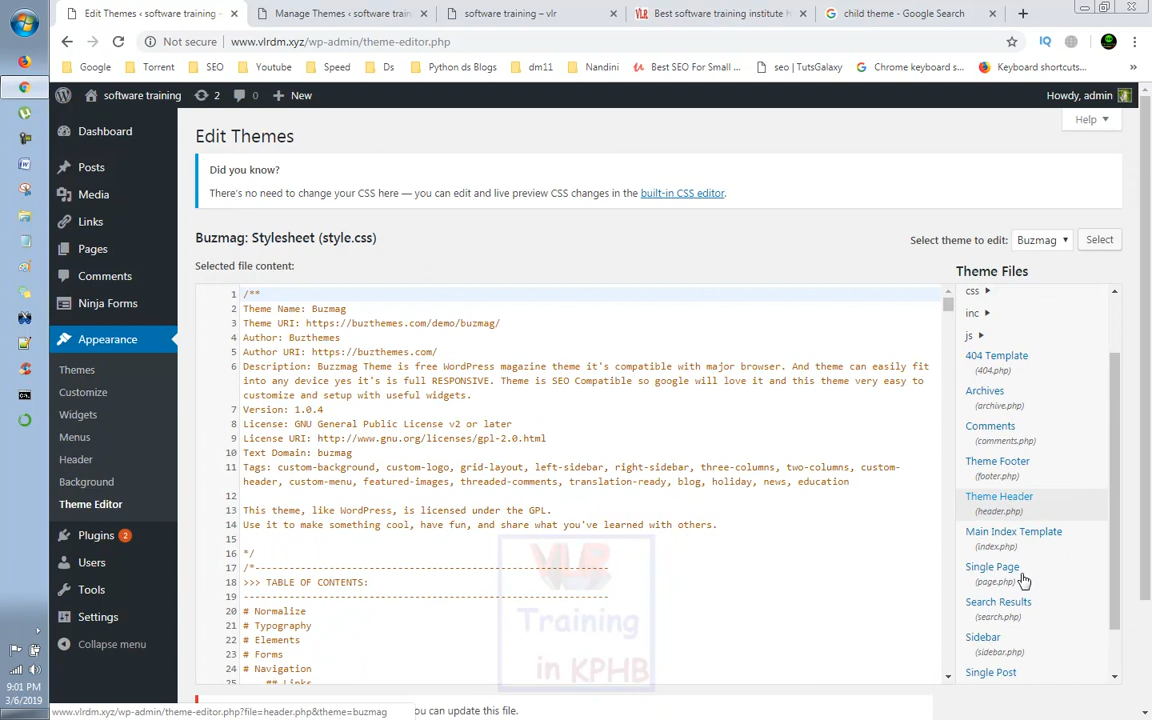 Edit Themes ‹ software training -
Manage Themes ‹ software train
software training – vlr
VLR Best software training institute
child theme - Google Search
Not secure
www.vlrdm.xyz/wp-admin/theme-editor.php
IQ
Google
Torrent
SEO
Youtube
Speed
Ds
Python ds Blogs
dm11
Nandini
Best SEO For Small ...
seo | TutsGalaxy
Chrome keyboard s...
Keyboard shortcuts...
software training
2
0
New
Howdy, admin
Dashboard
Posts
Media
Links
Pages
Comments
Ninja Forms
Appearance
Themes
Customize
Widgets
Menus
Header
Background
Theme Editor
Plugins 2
Users
Tools
Settings
Collapse menu
Help
Edit Themes
Did you know?
There's no need to change your CSS here — you can edit and live preview CSS changes in the built-in CSS editor.
Buzmag: Stylesheet (style.css)
Select theme to edit: Buzmag Select
Selected file content:
1 /**
2 Theme Name: Buzmag
3 Theme URI: https://buzthemes.com/demo/buzmag/
4 Author: Buzthemes
5 Author URI: https://buzthemes.com/
6 Description: Buzzmag Theme is free WordPress magazine theme it's compatible with major browser. And theme can easily fit
into any device yes it's is full RESPONSIVE. Theme is SEO Compatible so google will love it and this theme very easy to
customize and setup with useful widgets.
7 Version: 1.0.4
8 License: GNU General Public License v2 or later
9 License URI: http://www.gnu.org/licenses/gpl-2.0.html
10 Text Domain: buzmag
11 Tags: custom-background, custom-logo, grid-layout, left-sidebar, right-sidebar, three-columns, two-columns, custom-
header, custom-menu, featured-images, threaded-comments, translation-ready, blog, holiday, news, education
12
13 This theme, like WordPress, is licensed under the GPL.
14 Use it to make something cool, have fun, and share what you've learned with others.
15
16 */
17 /*--------------------------------------------------------------
18 >>> TABLE OF CONTENTS:
19 ----------------------------------------------------------------
20 # Normalize
21 # Typography
22 # Elements
23 # Forms
24 # Navigation
25 ## Links
VLR
Training
in KPHB
Theme Files
css
inc
js
404 Template
(404.php)
Archives
(archive.php)
Comments
(comments.php)
Theme Footer
(footer.php)
Theme Header
(header.php)
Main Index Template
(index.php)
Single Page
(page.php)
Search Results
(search.php)
Sidebar
(sidebar.php)
Single Post
ou can update this file.
www.vlrdm.xyz/wp-admin/theme-editor.php?file=header.php&theme=buzmag
9:01 PM
3/6/2019